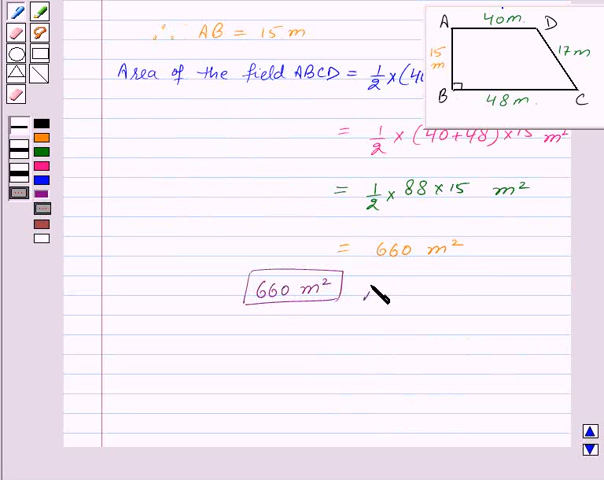 ∴ AB = 15 m
Area of the field ABCD = 1/2 × (40
= 1/2 × (40+48) × 15 m²
= 1/2 × 88 × 15 m²
= 660 m²
660 m²
A 40m. D
15 m
17m
B 48m. C